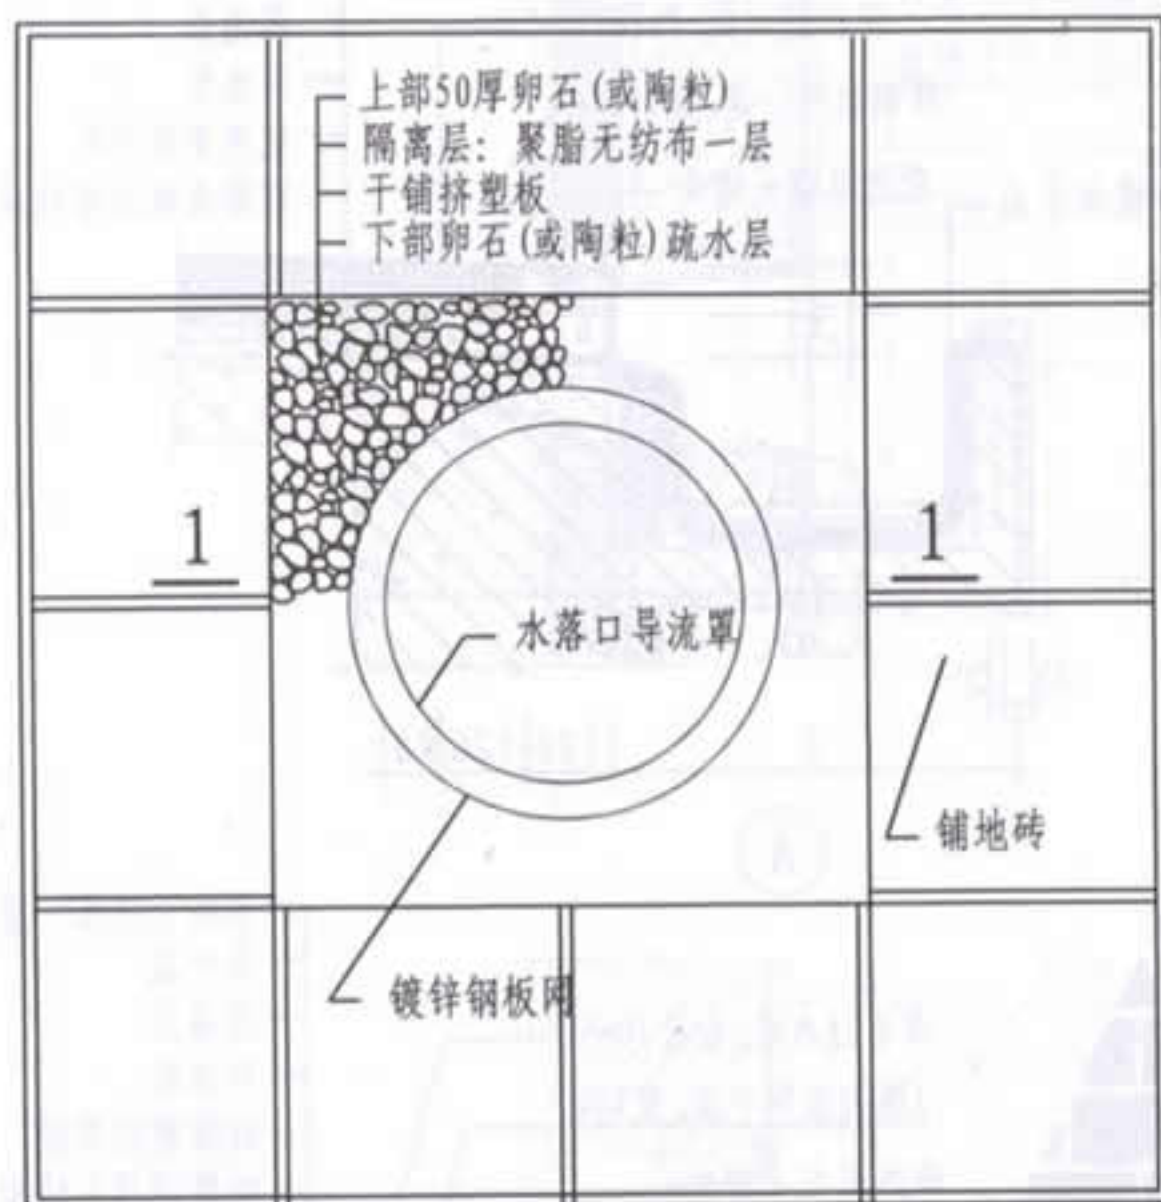 上部50厚卵石(或陶粒)
隔离层：聚脂无纺布一层
干铺挤塑板
下部卵石(或陶粒)疏水层
1
1
水落口导流罩
铺地砖
镀锌钢板网